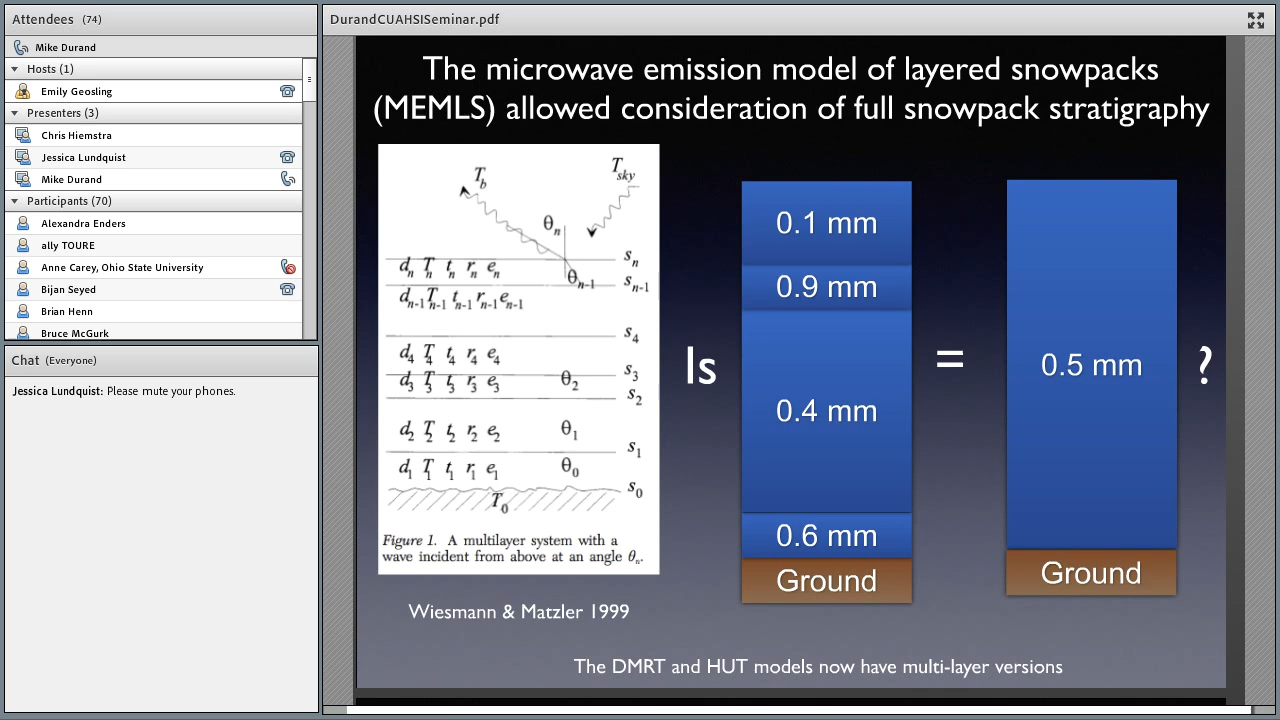 Attendees (74)
Mike Durand
Hosts (1)
Emily Geosling
Presenters (3)
Chris Hiemstra
Jessica Lundquist
Mike Durand
Participants (70)
Alexandra Enders
ally TOURE
Anne Carey, Ohio State University
Bijan Seyed
Brian Henn
Bruce McGurk
Chat (Everyone)
Jessica Lundquist: Please mute your phones.
DurandCUAHSISeminar.pdf
The microwave emission model of layered snowpacks
(MEMLS) allowed consideration of full snowpack stratigraphy
T_b T_sky
θ_n
s_n
d_n T_n t_n r_n e_n
θ_n-1
s_n-1
d_n-1 T_n-1 t_n-1 r_n-1 e_n-1
s_4
d_4 T_4 t_4 r_4 e_4
s_3
d_3 T_3 t_3 r_3 e_3 θ_2
s_2
d_2 T_2 t_2 r_2 e_2 θ_1
s_1
d_1 T_1 t_1 r_1 e_1 θ_0
s_0
T_0
Figure 1. A multilayer system with a
wave incident from above at an angle θ_n.
Wiesmann & Matzler 1999
Is
0.1 mm
0.9 mm
0.4 mm
0.6 mm
Ground
=
0.5 mm
Ground
?
The DMRT and HUT models now have multi-layer versions